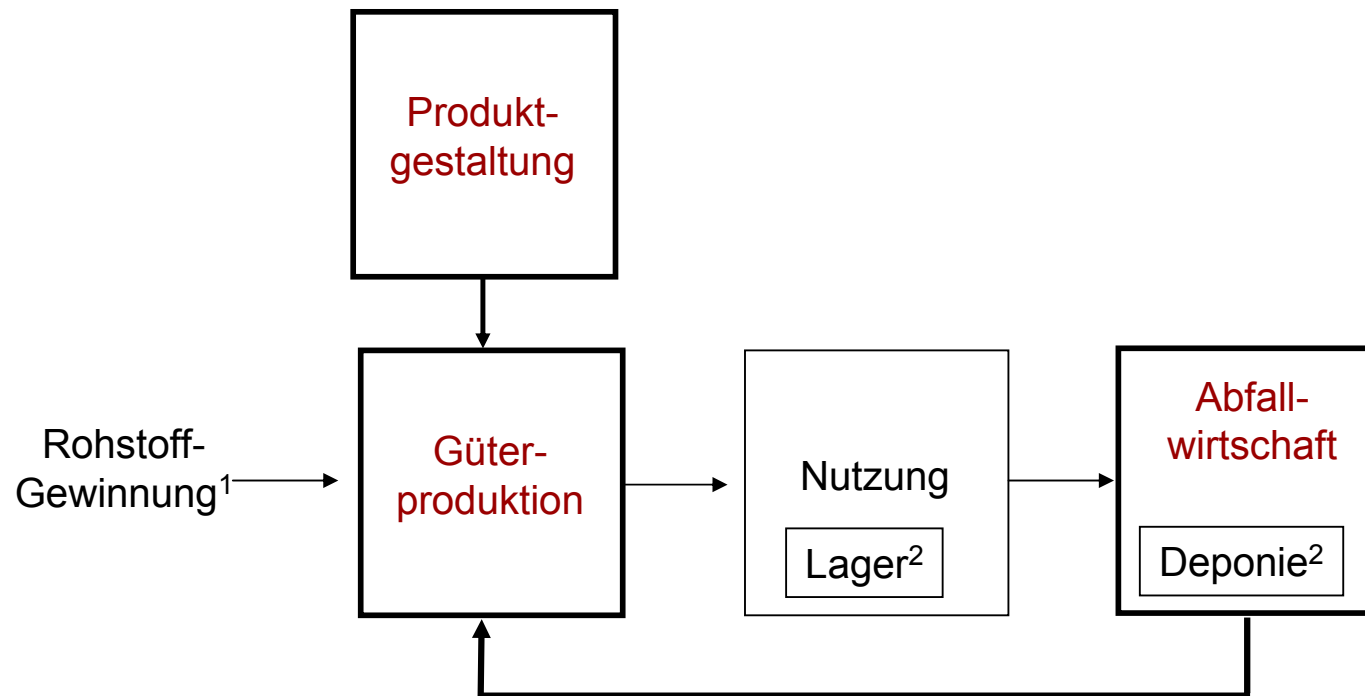 Produkt-
gestaltung
Rohstoff-
Gewinnung¹
Güter-
produktion
Nutzung
Lager²
Abfall-
wirtschaft
Deponie²